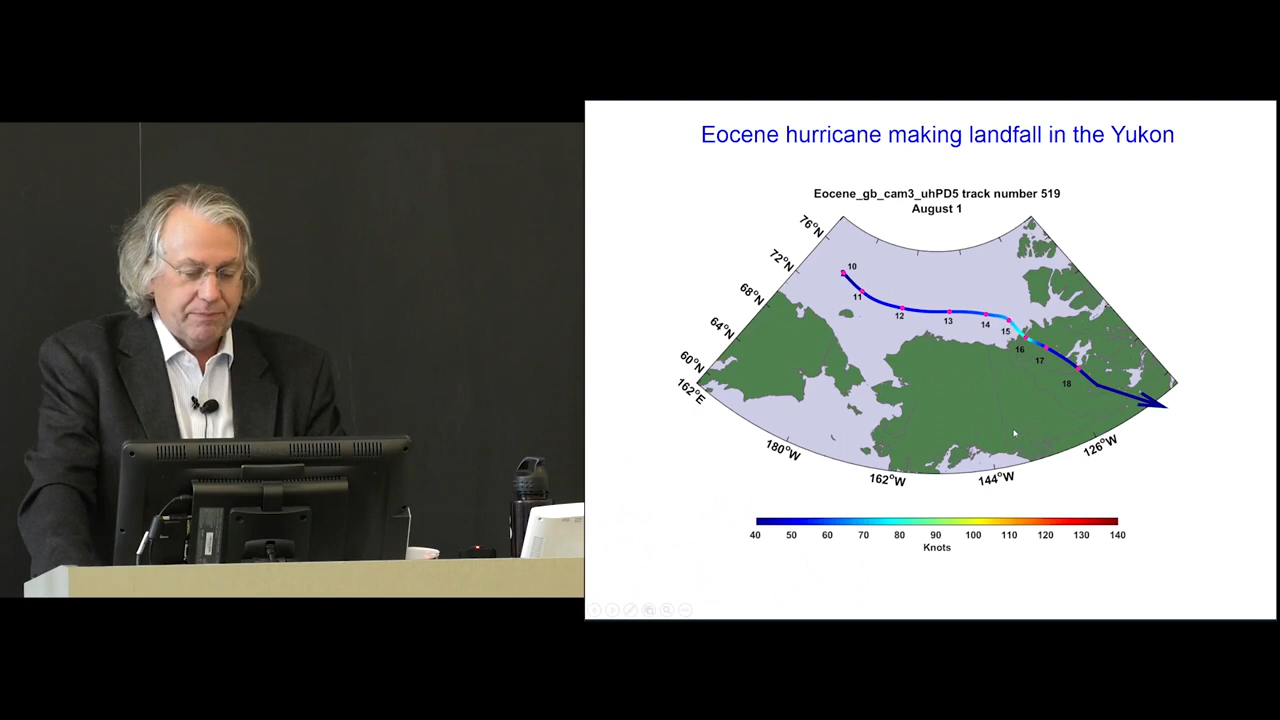 Eocene hurricane making landfall in the Yukon
Eocene_gb_cam3_uhPD5 track number 519
August 1
76°N
72°N
68°N
64°N
60°N
162°E
180°W
162°W
144°W
126°W
10
11
12
13
14
15
16
17
18
40 50 60 70 80 90 100 110 120 130 140
Knots